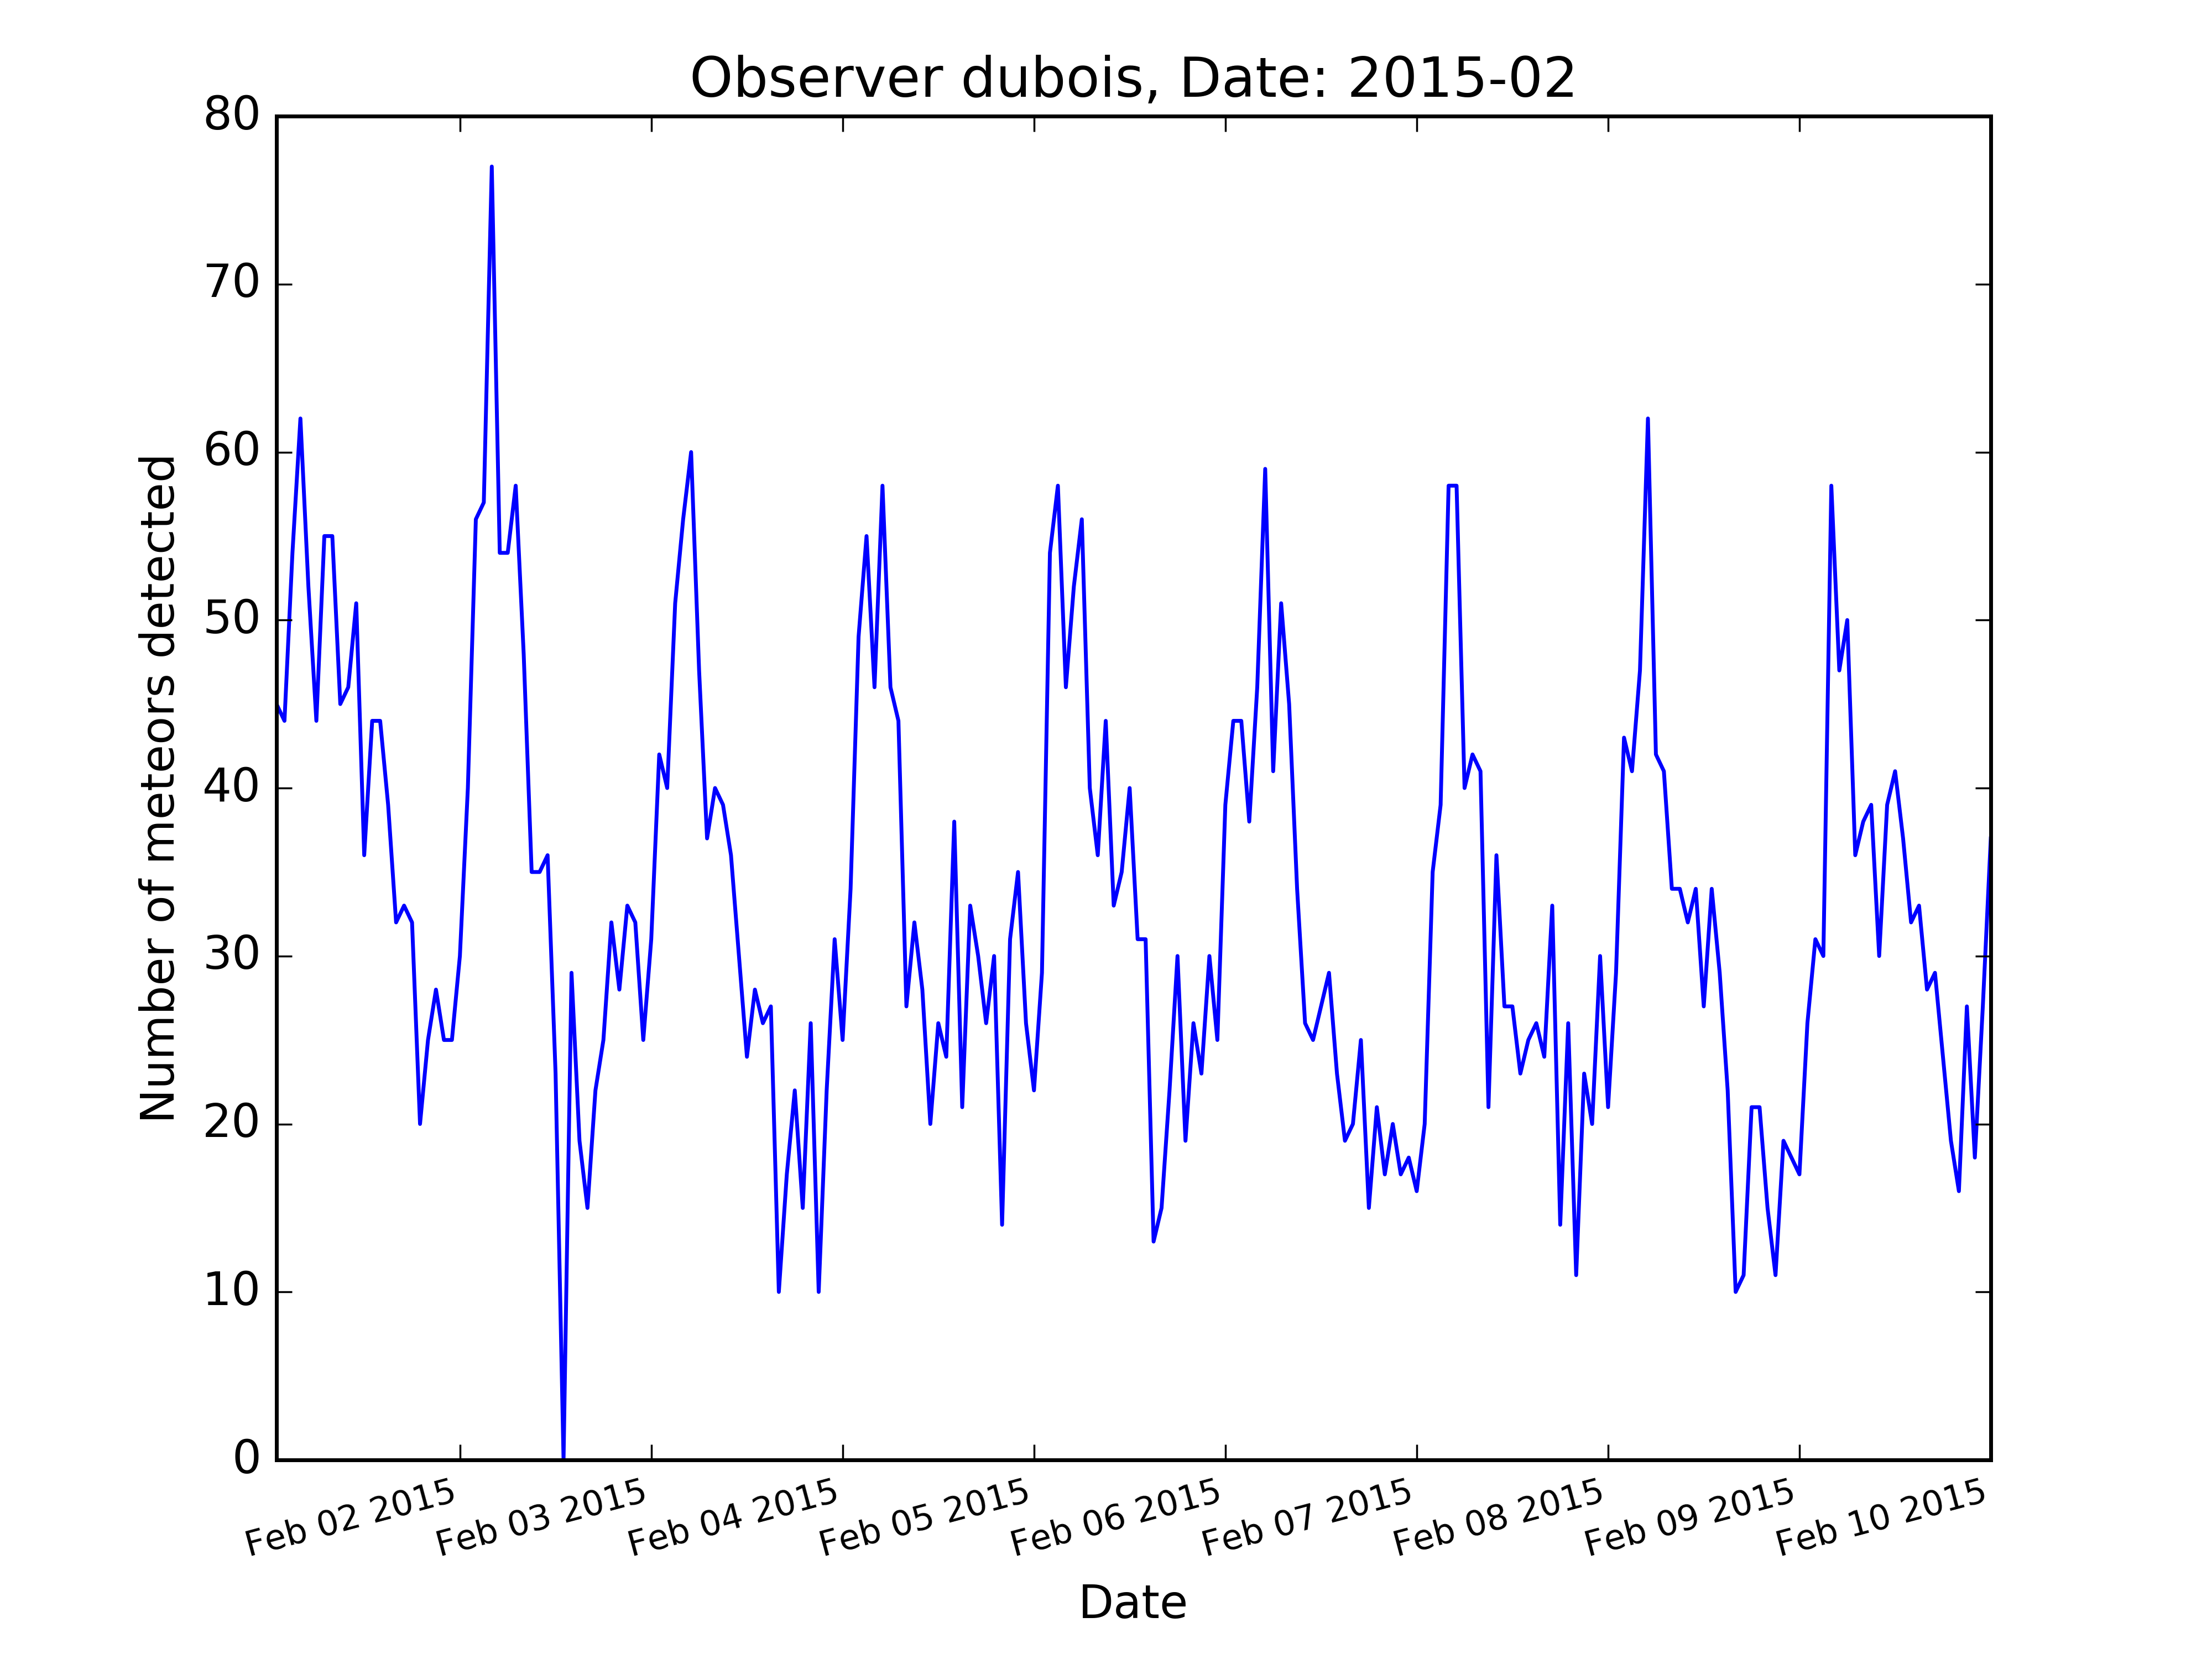 Observer dubois, Date: 2015-02
Number of meteors detected
80
70
60
50
40
30
20
10
0
Feb 02 2015
Feb 03 2015
Feb 04 2015
Feb 05 2015
Feb 06 2015
Feb 07 2015
Feb 08 2015
Feb 09 2015
Feb 10 2015
Date